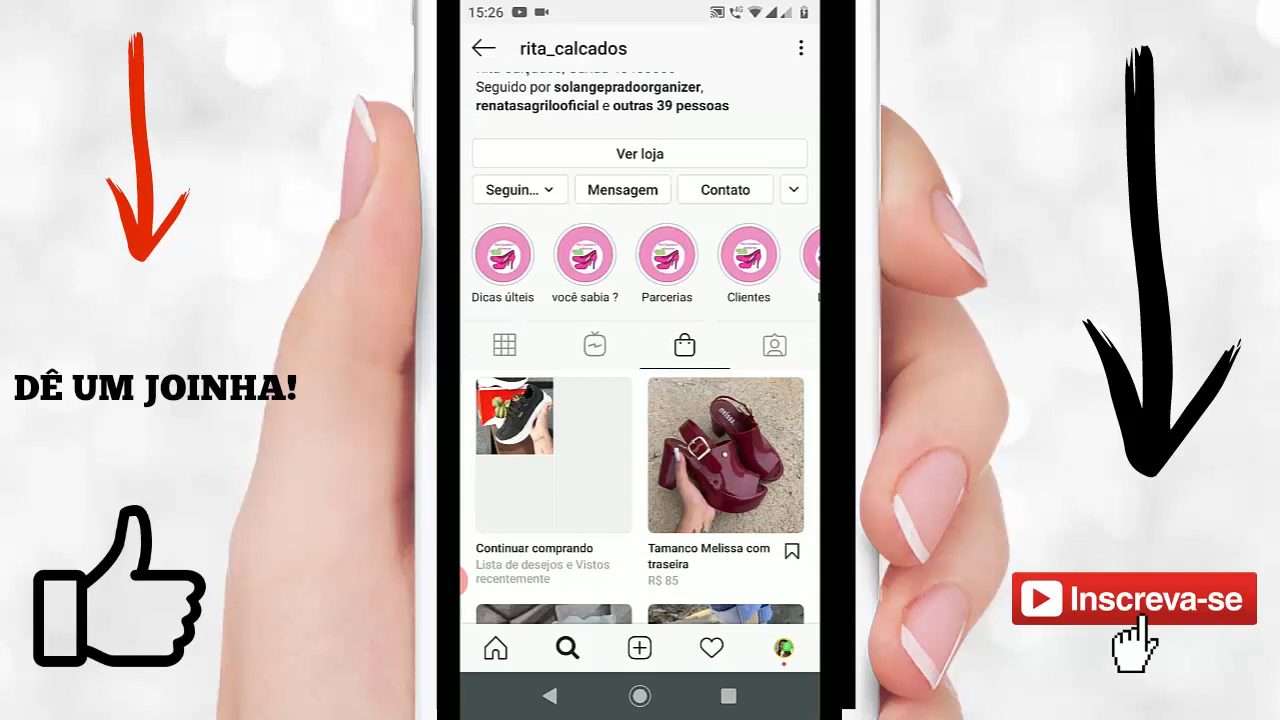 15:26
4G
rita_calcados
Seguido por solangepradoorganizer,
renatasagrilooficial e outras 39 pessoas
Ver loja
Seguin...
Mensagem
Contato
Dicas últeis
você sabia ?
Parcerias
Clientes
Continuar comprando
Lista de desejos e Vistos
recentemente
Tamanco Melissa com
traseira
R$ 85
DÊ UM JOINHA!
Inscreva-se